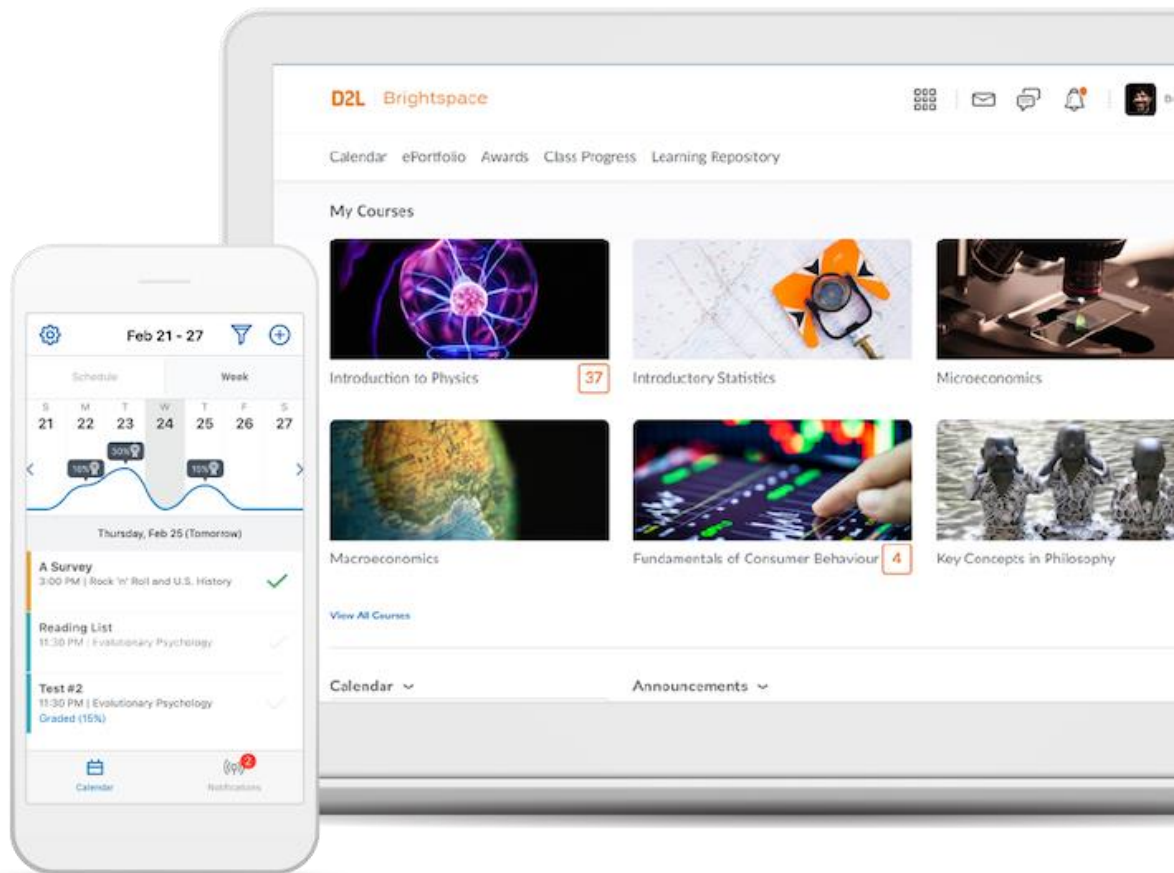 D2L Brightspace
Calendar ePortfolio Awards Class Progress Learning Repository
My Courses
Introduction to Physics 37
Introductory Statistics
Microeconomics
Macroeconomics
Fundamentals of Consumer Behaviour 4
Key Concepts in Philosophy
View All Courses
Calendar
Announcements
Feb 21 - 27
Schedule Week
S M T W T F S
21 22 23 24 25 26 27
30%
10% 15%
Thursday, Feb 25 (Tomorrow)
A Survey
3:00 PM | Rock 'n' Roll and U.S. History
Reading List
11:30 PM | Evolutionary Psychology
Test #2
11:30 PM | Evolutionary Psychology
Graded (15%)
2
Calendar Notifications